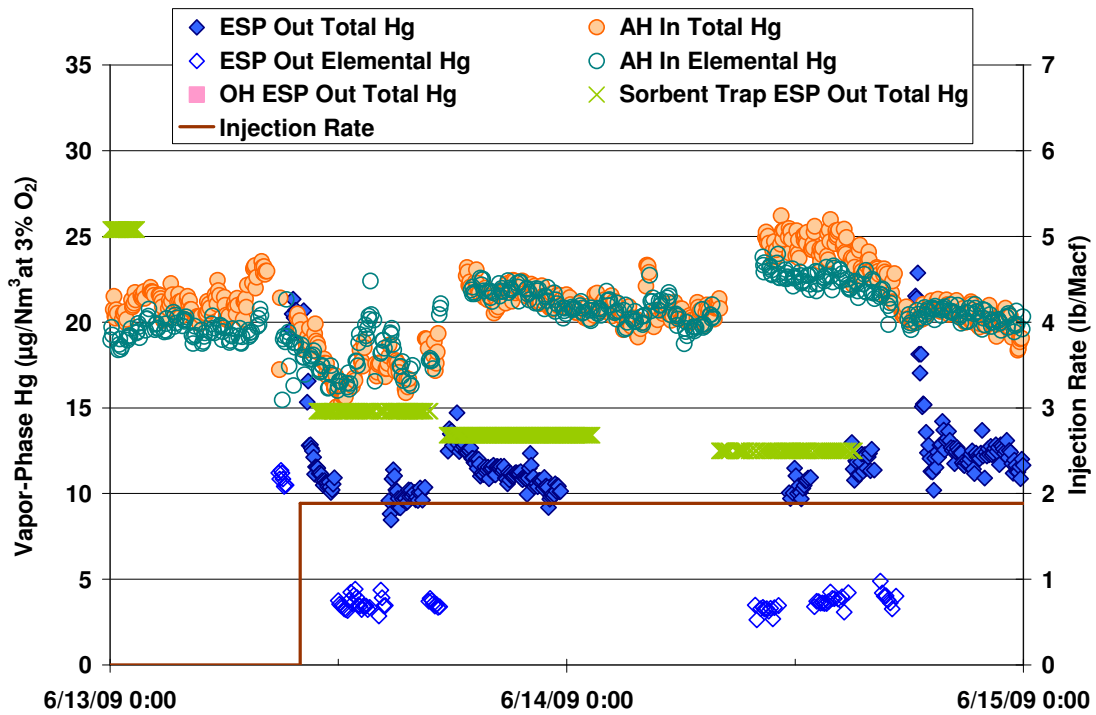 ESP Out Total Hg
AH In Total Hg
ESP Out Elemental Hg
AH In Elemental Hg
OH ESP Out Total Hg
Sorbent Trap ESP Out Total Hg
Injection Rate
Vapor-Phase Hg (µg/Nm³ at 3% O₂)
35
30
25
20
15
10
5
0
7
6
5
4
3
2
1
0
Injection Rate (lb/Macf)
6/13/09 0:00
6/14/09 0:00
6/15/09 0:00